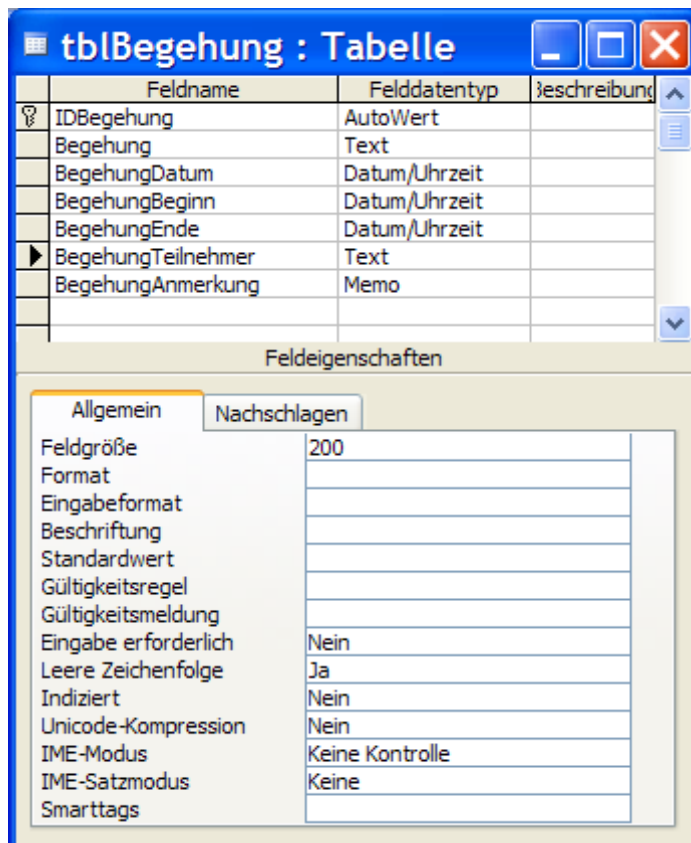 tblBegehung : Tabelle
Feldname Felddatentyp Beschreibung
IDBegehung AutoWert
Begehung Text
BegehungDatum Datum/Uhrzeit
BegehungBeginn Datum/Uhrzeit
BegehungEnde Datum/Uhrzeit
BegehungTeilnehmer Text
BegehungAnmerkung Memo
Feldeigenschaften
Allgemein Nachschlagen
Feldgröße 200
Format
Eingabeformat
Beschriftung
Standardwert
Gültigkeitsregel
Gültigkeitsmeldung
Eingabe erforderlich Nein
Leere Zeichenfolge Ja
Indiziert Nein
Unicode-Kompression Nein
IME-Modus Keine Kontrolle
IME-Satzmodus Keine
Smarttags